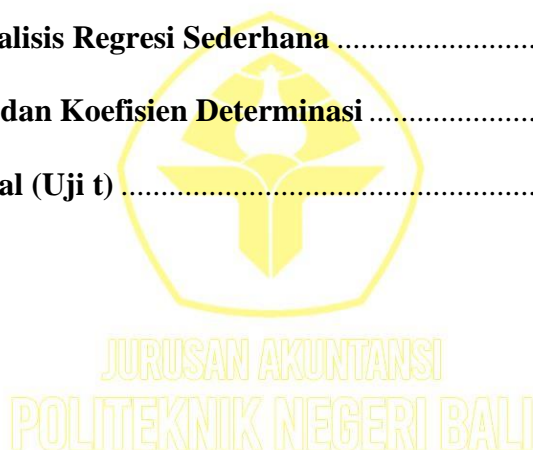 alisis Regresi Sederhana ..........................
dan Koefisien Determinasi ......................
al (Uji t) .....................................................
JURUSAN AKUNTANSI
POLITEKNIK NEGERI BALI